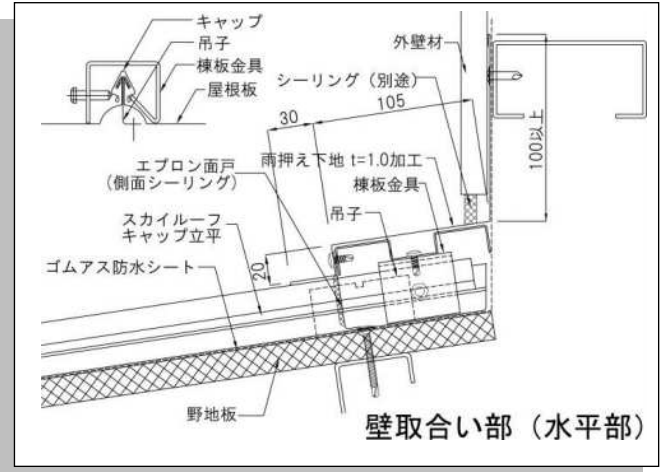 キャップ
吊子
棟板金具
屋根板
外壁材
シーリング（別途）
105
30
100以上
エプロン面戸
（側面シーリング）
雨押え下地 t=1.0加工
棟板金具
吊子
スカイルーフ
キャップ立平
ゴムアス防水シート
20
野地板
壁取合い部（水平部）